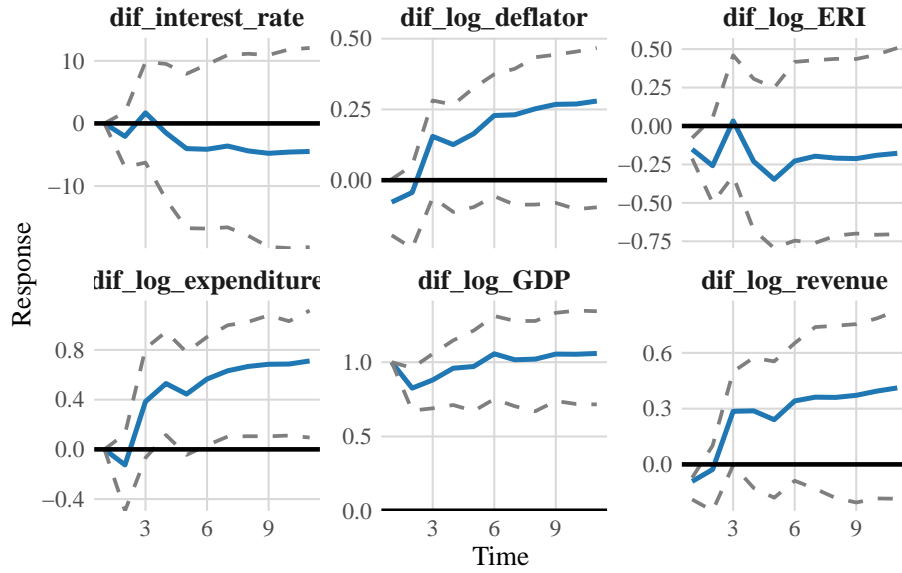 dif_interest_rate
dif_log_deflator
dif_log_ERI
10
0
−10
0.50
0.25
0.00
0.50
0.25
0.00
−0.25
−0.50
−0.75
Response
dif_log_expenditure
dif_log_GDP
dif_log_revenue
0.8
0.4
0.0
−0.4
1.0
0.5
0.0
0.6
0.3
0.0
3 6 9
3 6 9
3 6 9
Time